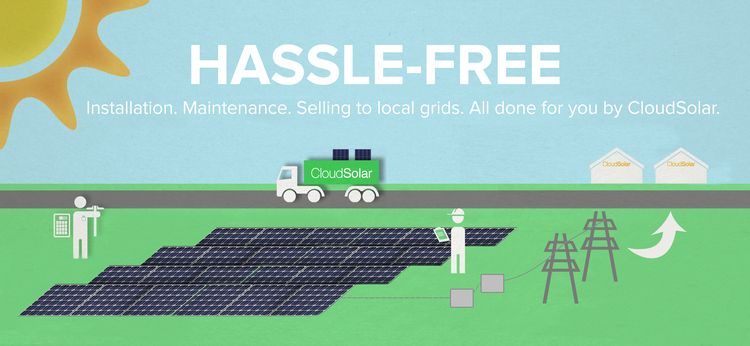 HASSLE-FREE
Installation. Maintenance. Selling to local grids. All done for you by CloudSolar.
CloudSolar
CloudSolar
CloudSolar